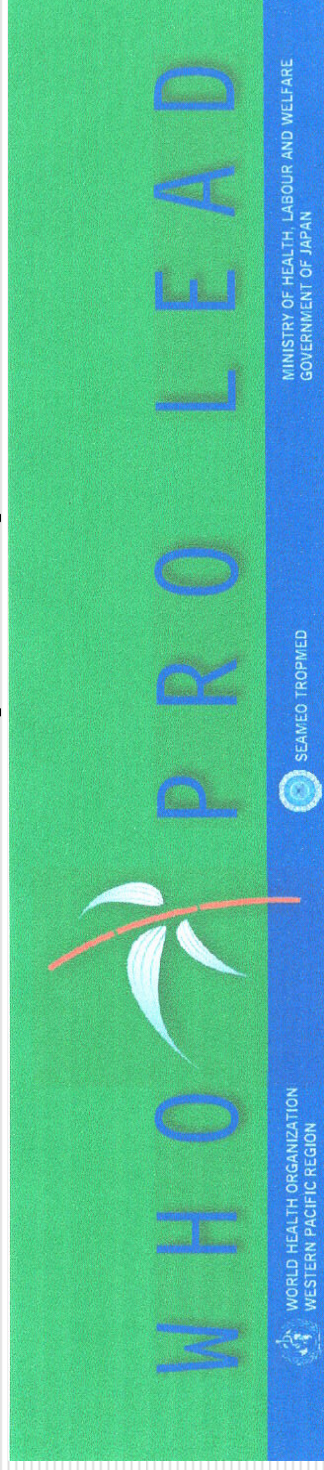 WHO PRO LEAD
WORLD HEALTH ORGANIZATION
WESTERN PACIFIC REGION
SEAMEO TROPMED
MINISTRY OF HEALTH, LABOUR AND WELFARE
GOVERNMENT OF JAPAN